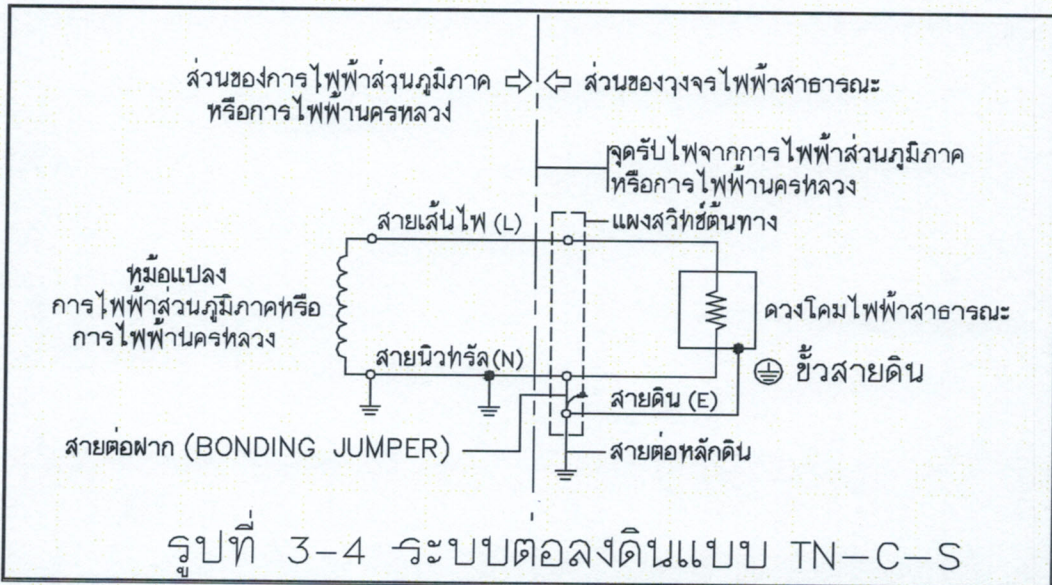 ส่วนของการไฟฟ้าส่วนภูมิภาค
หรือการไฟฟ้านครหลวง
ส่วนของวงจรไฟฟ้าสาธารณะ
จุดรับไฟจากการไฟฟ้าส่วนภูมิภาค
หรือการไฟฟ้านครหลวง
สายเส้นไฟ (L)
แผงสวิทซ์ต้นทาง
หม้อแปลง
การไฟฟ้าส่วนภูมิภาคหรือ
การไฟฟ้านครหลวง
ดวงโคมไฟฟ้าสาธารณะ
สายนิวทรัล(N)
ขั้วสายดิน
สายดิน (E)
สายต่อฝาก (BONDING JUMPER)
สายต่อหลักดิน
รูปที่ 3-4 ระบบตอลงดินแบบ TN-C-S